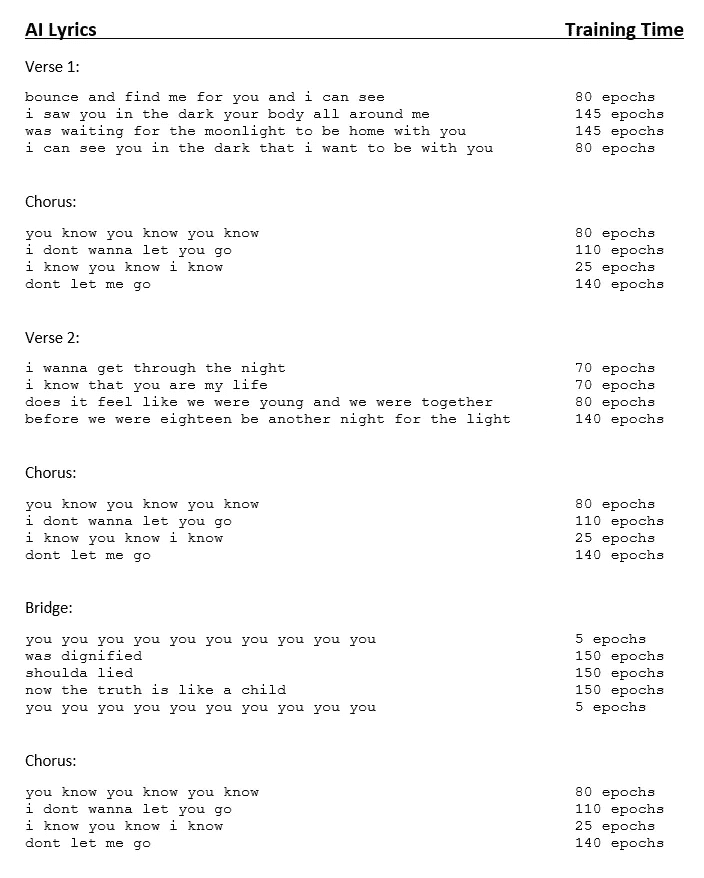 AI Lyrics Training Time
Verse 1:
bounce and find me for you and i can see 80 epochs
i saw you in the dark your body all around me 145 epochs
was waiting for the moonlight to be home with you 145 epochs
i can see you in the dark that i want to be with you 80 epochs
Chorus:
you know you know you know 80 epochs
i dont wanna let you go 110 epochs
i know you know i know 25 epochs
dont let me go 140 epochs
Verse 2:
i wanna get through the night 70 epochs
i know that you are my life 70 epochs
does it feel like we were young and we were together 80 epochs
before we were eighteen be another night for the light 140 epochs
Chorus:
you know you know you know 80 epochs
i dont wanna let you go 110 epochs
i know you know i know 25 epochs
dont let me go 140 epochs
Bridge:
you you you you you you you you you you 5 epochs
was dignified 150 epochs
shoulda lied 150 epochs
now the truth is like a child 150 epochs
you you you you you you you you you you 5 epochs
Chorus:
you know you know you know 80 epochs
i dont wanna let you go 110 epochs
i know you know i know 25 epochs
dont let me go 140 epochs